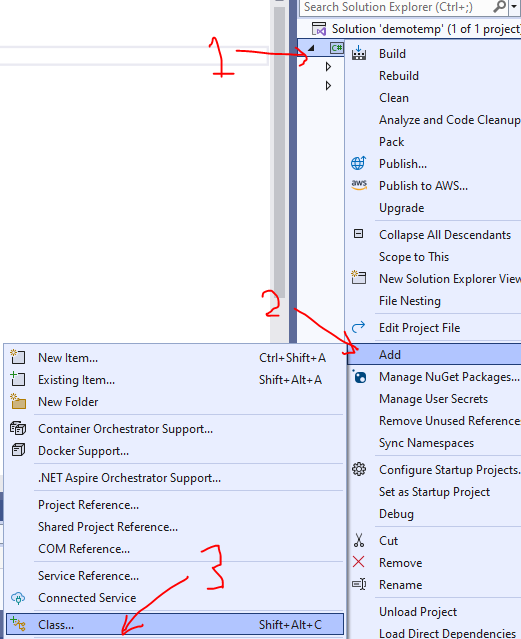 Search Solution Explorer (Ctrl+;)
Solution 'demotemp' (1 of 1 project)
1
C#
Build
Rebuild
Clean
Analyze and Code Cleanup
Pack
Publish...
aws
Publish to AWS...
Upgrade
Collapse All Descendants
Scope to This
New Solution Explorer View
File Nesting
2
Edit Project File
Add
Manage NuGet Packages...
Manage User Secrets
Remove Unused References
Sync Namespaces
Configure Startup Projects.
Set as Startup Project
Debug
Cut
Remove
Rename
Unload Project
Load Direct Dependencies
New Item... Ctrl+Shift+A
Existing Item... Shift+Alt+A
New Folder
Container Orchestrator Support...
Docker Support...
.NET Aspire Orchestrator Support...
Project Reference...
Shared Project Reference...
COM Reference...
Service Reference...
Connected Service
3
Class... Shift+Alt+C